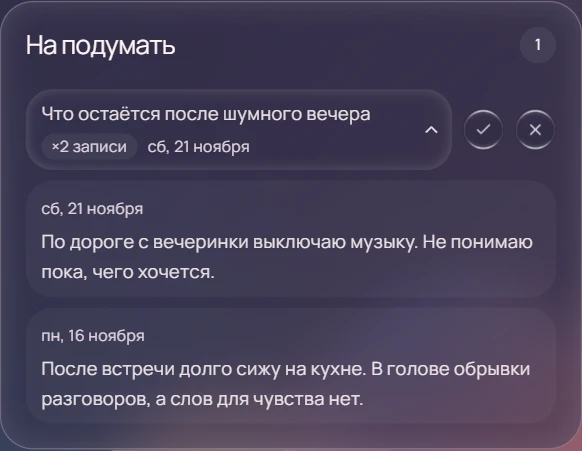 На подумать
1
Что остаётся после шумного вечера
×2 записи сб, 21 ноября
сб, 21 ноября
По дороге с вечеринки выключаю музыку. Не понимаю
пока, чего хочется.
пн, 16 ноября
После встречи долго сижу на кухне. В голове обрывки
разговоров, а слов для чувства нет.